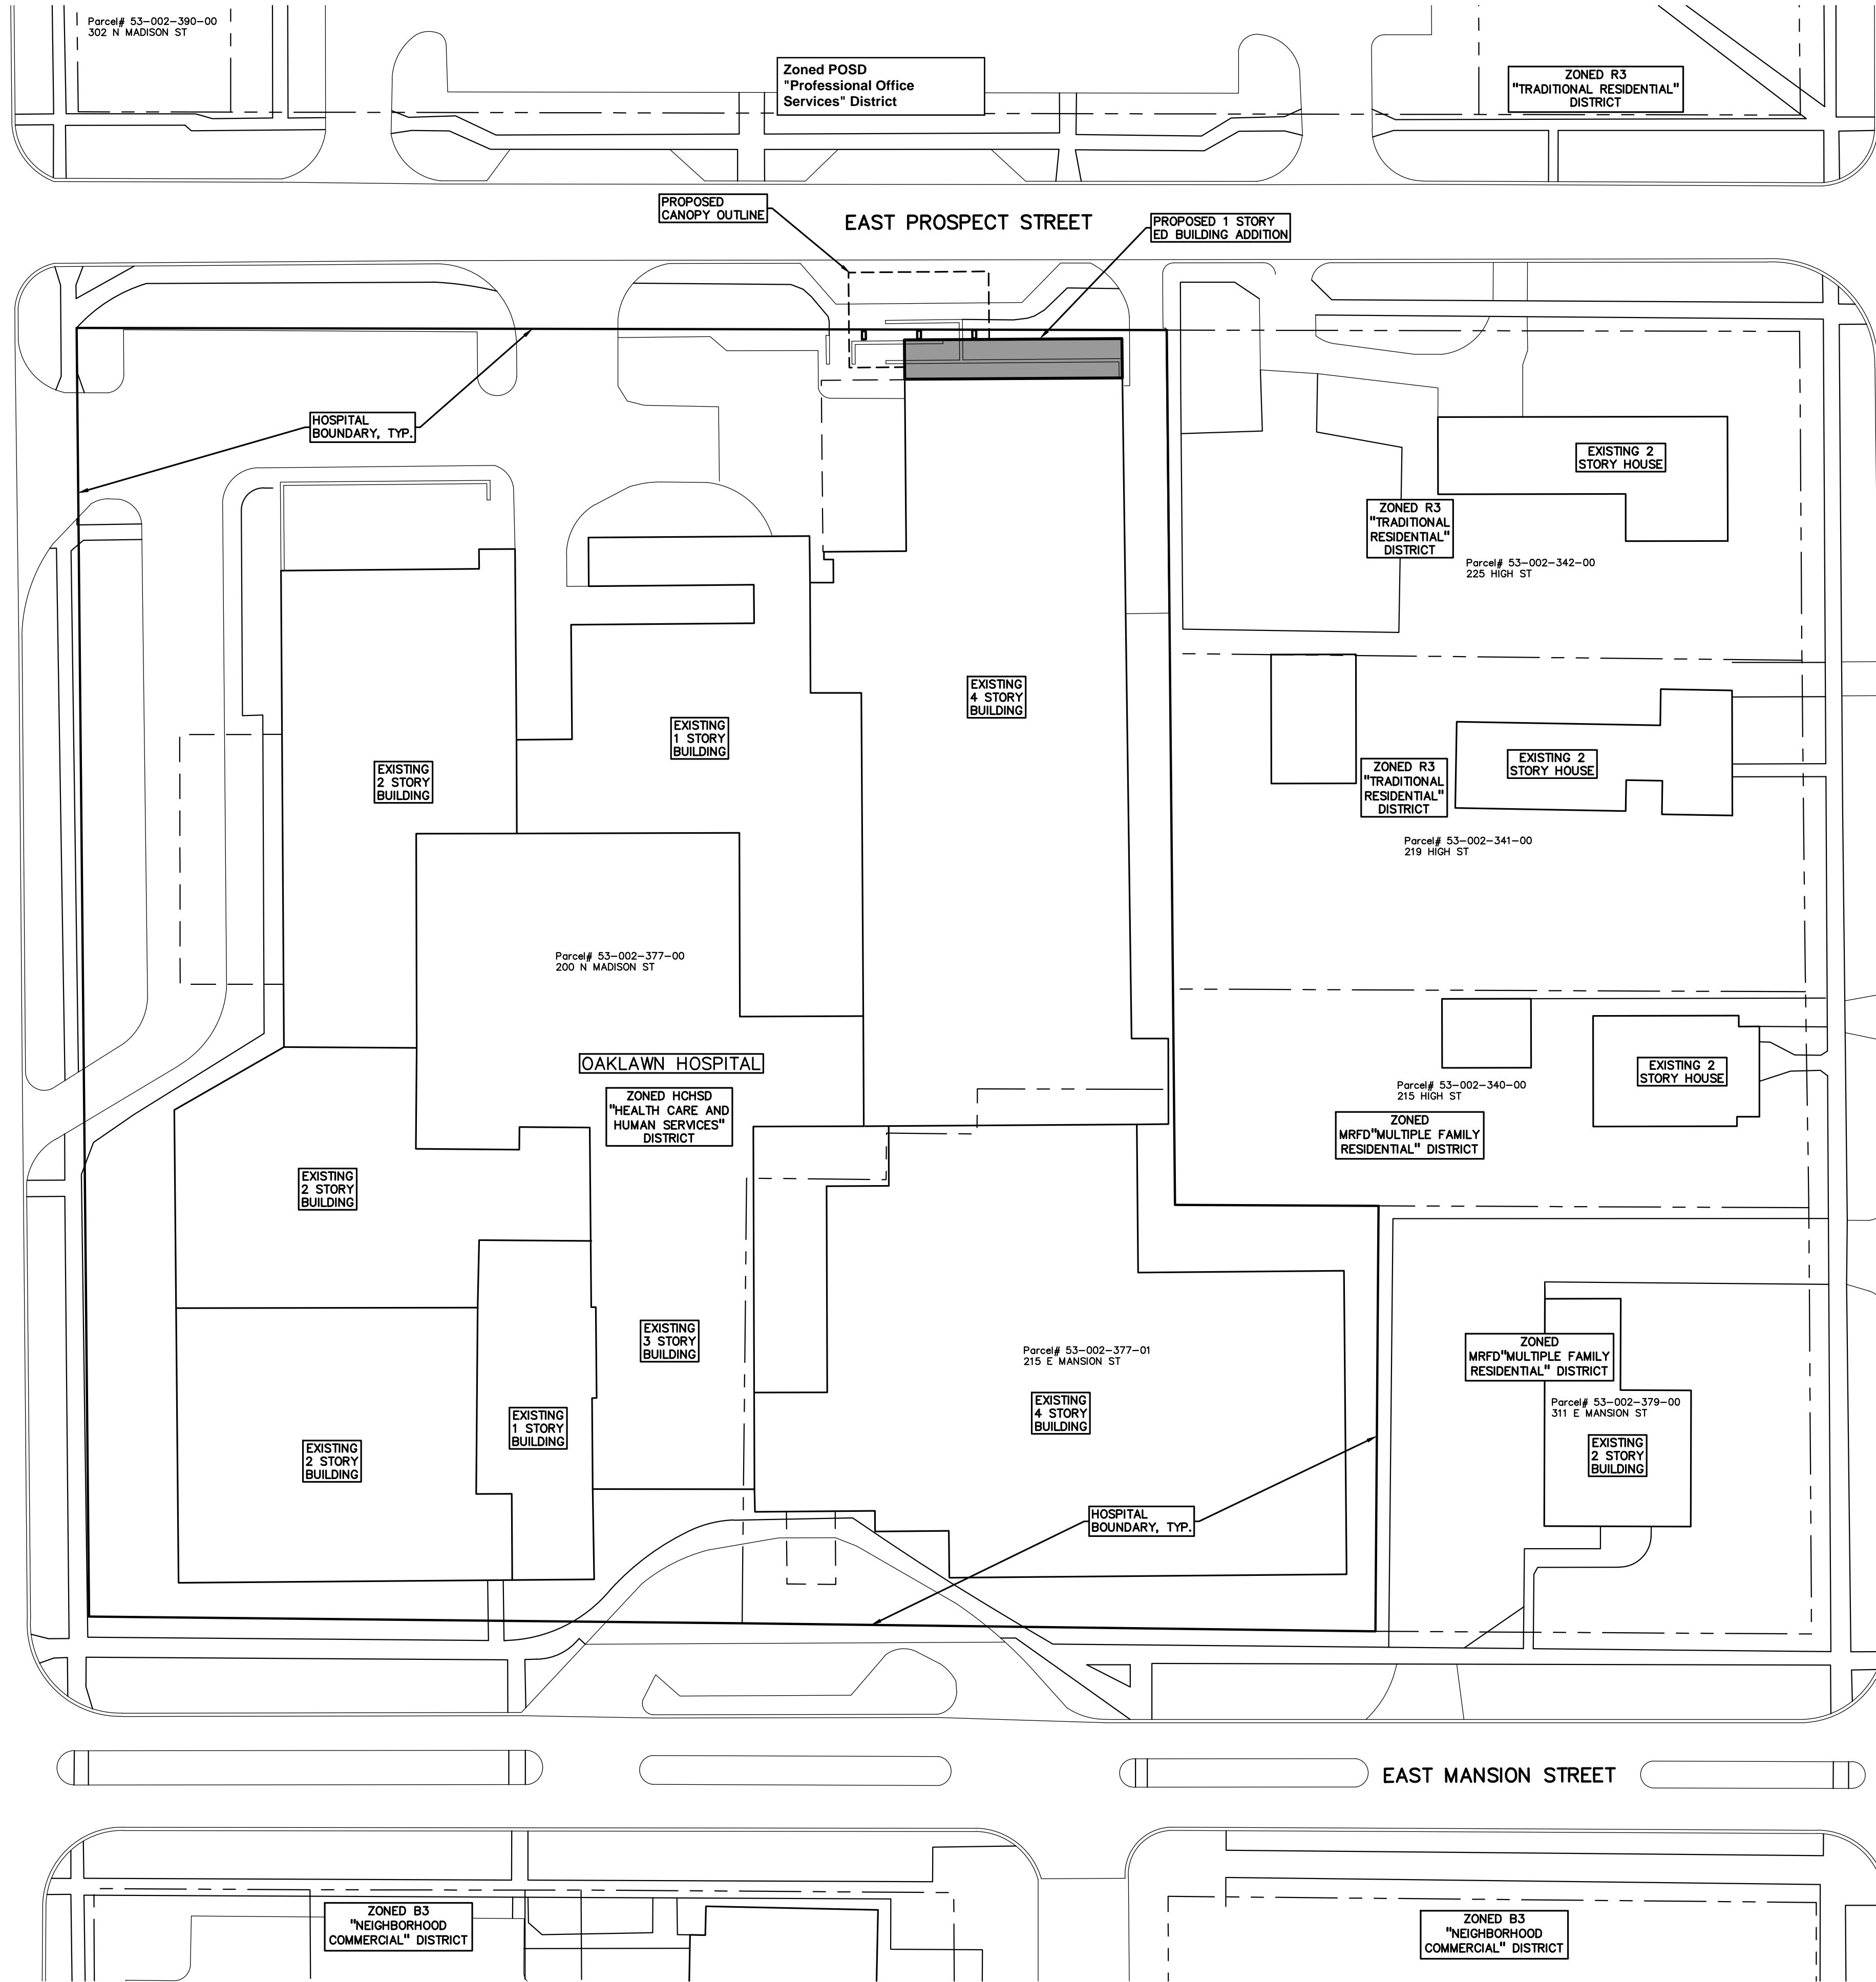 Parcel# 53-002-390-00
302 N MADISON ST
Zoned POSD
"Professional Office
Services" District
ZONED R3
"TRADITIONAL RESIDENTIAL"
DISTRICT
PROPOSED
CANOPY OUTLINE
EAST PROSPECT STREET
PROPOSED 1 STORY
ED BUILDING ADDITION
HOSPITAL
BOUNDARY, TYP.
EXISTING 2
STORY HOUSE
ZONED R3
"TRADITIONAL
RESIDENTIAL"
DISTRICT
Parcel# 53-002-342-00
225 HIGH ST
EXISTING
4 STORY
BUILDING
EXISTING
1 STORY
BUILDING
EXISTING
2 STORY
BUILDING
EXISTING 2
STORY HOUSE
ZONED R3
"TRADITIONAL
RESIDENTIAL"
DISTRICT
Parcel# 53-002-341-00
219 HIGH ST
Parcel# 53-002-377-00
200 N MADISON ST
OAKLAWN HOSPITAL
ZONED HCHSD
"HEALTH CARE AND
HUMAN SERVICES"
DISTRICT
EXISTING 2
STORY HOUSE
Parcel# 53-002-340-00
215 HIGH ST
ZONED
MRFD"MULTIPLE FAMILY
RESIDENTIAL" DISTRICT
EXISTING
2 STORY
BUILDING
EXISTING
3 STORY
BUILDING
Parcel# 53-002-377-01
215 E MANSION ST
EXISTING
4 STORY
BUILDING
ZONED
MRFD"MULTIPLE FAMILY
RESIDENTIAL" DISTRICT
Parcel# 53-002-379-00
311 E MANSION ST
EXISTING
2 STORY
BUILDING
EXISTING
1 STORY
BUILDING
EXISTING
2 STORY
BUILDING
HOSPITAL
BOUNDARY, TYP.
EAST MANSION STREET
ZONED B3
"NEIGHBORHOOD
COMMERCIAL" DISTRICT
ZONED B3
"NEIGHBORHOOD
COMMERCIAL" DISTRICT